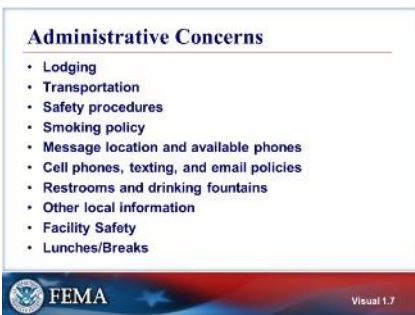 Administrative Concerns
• Lodging
• Transportation
• Safety procedures
• Smoking policy
• Message location and available phones
• Cell phones, texting, and email policies
• Restrooms and drinking fountains
• Other local information
• Facility Safety
• Lunches/Breaks
FEMA
Visual 1.7